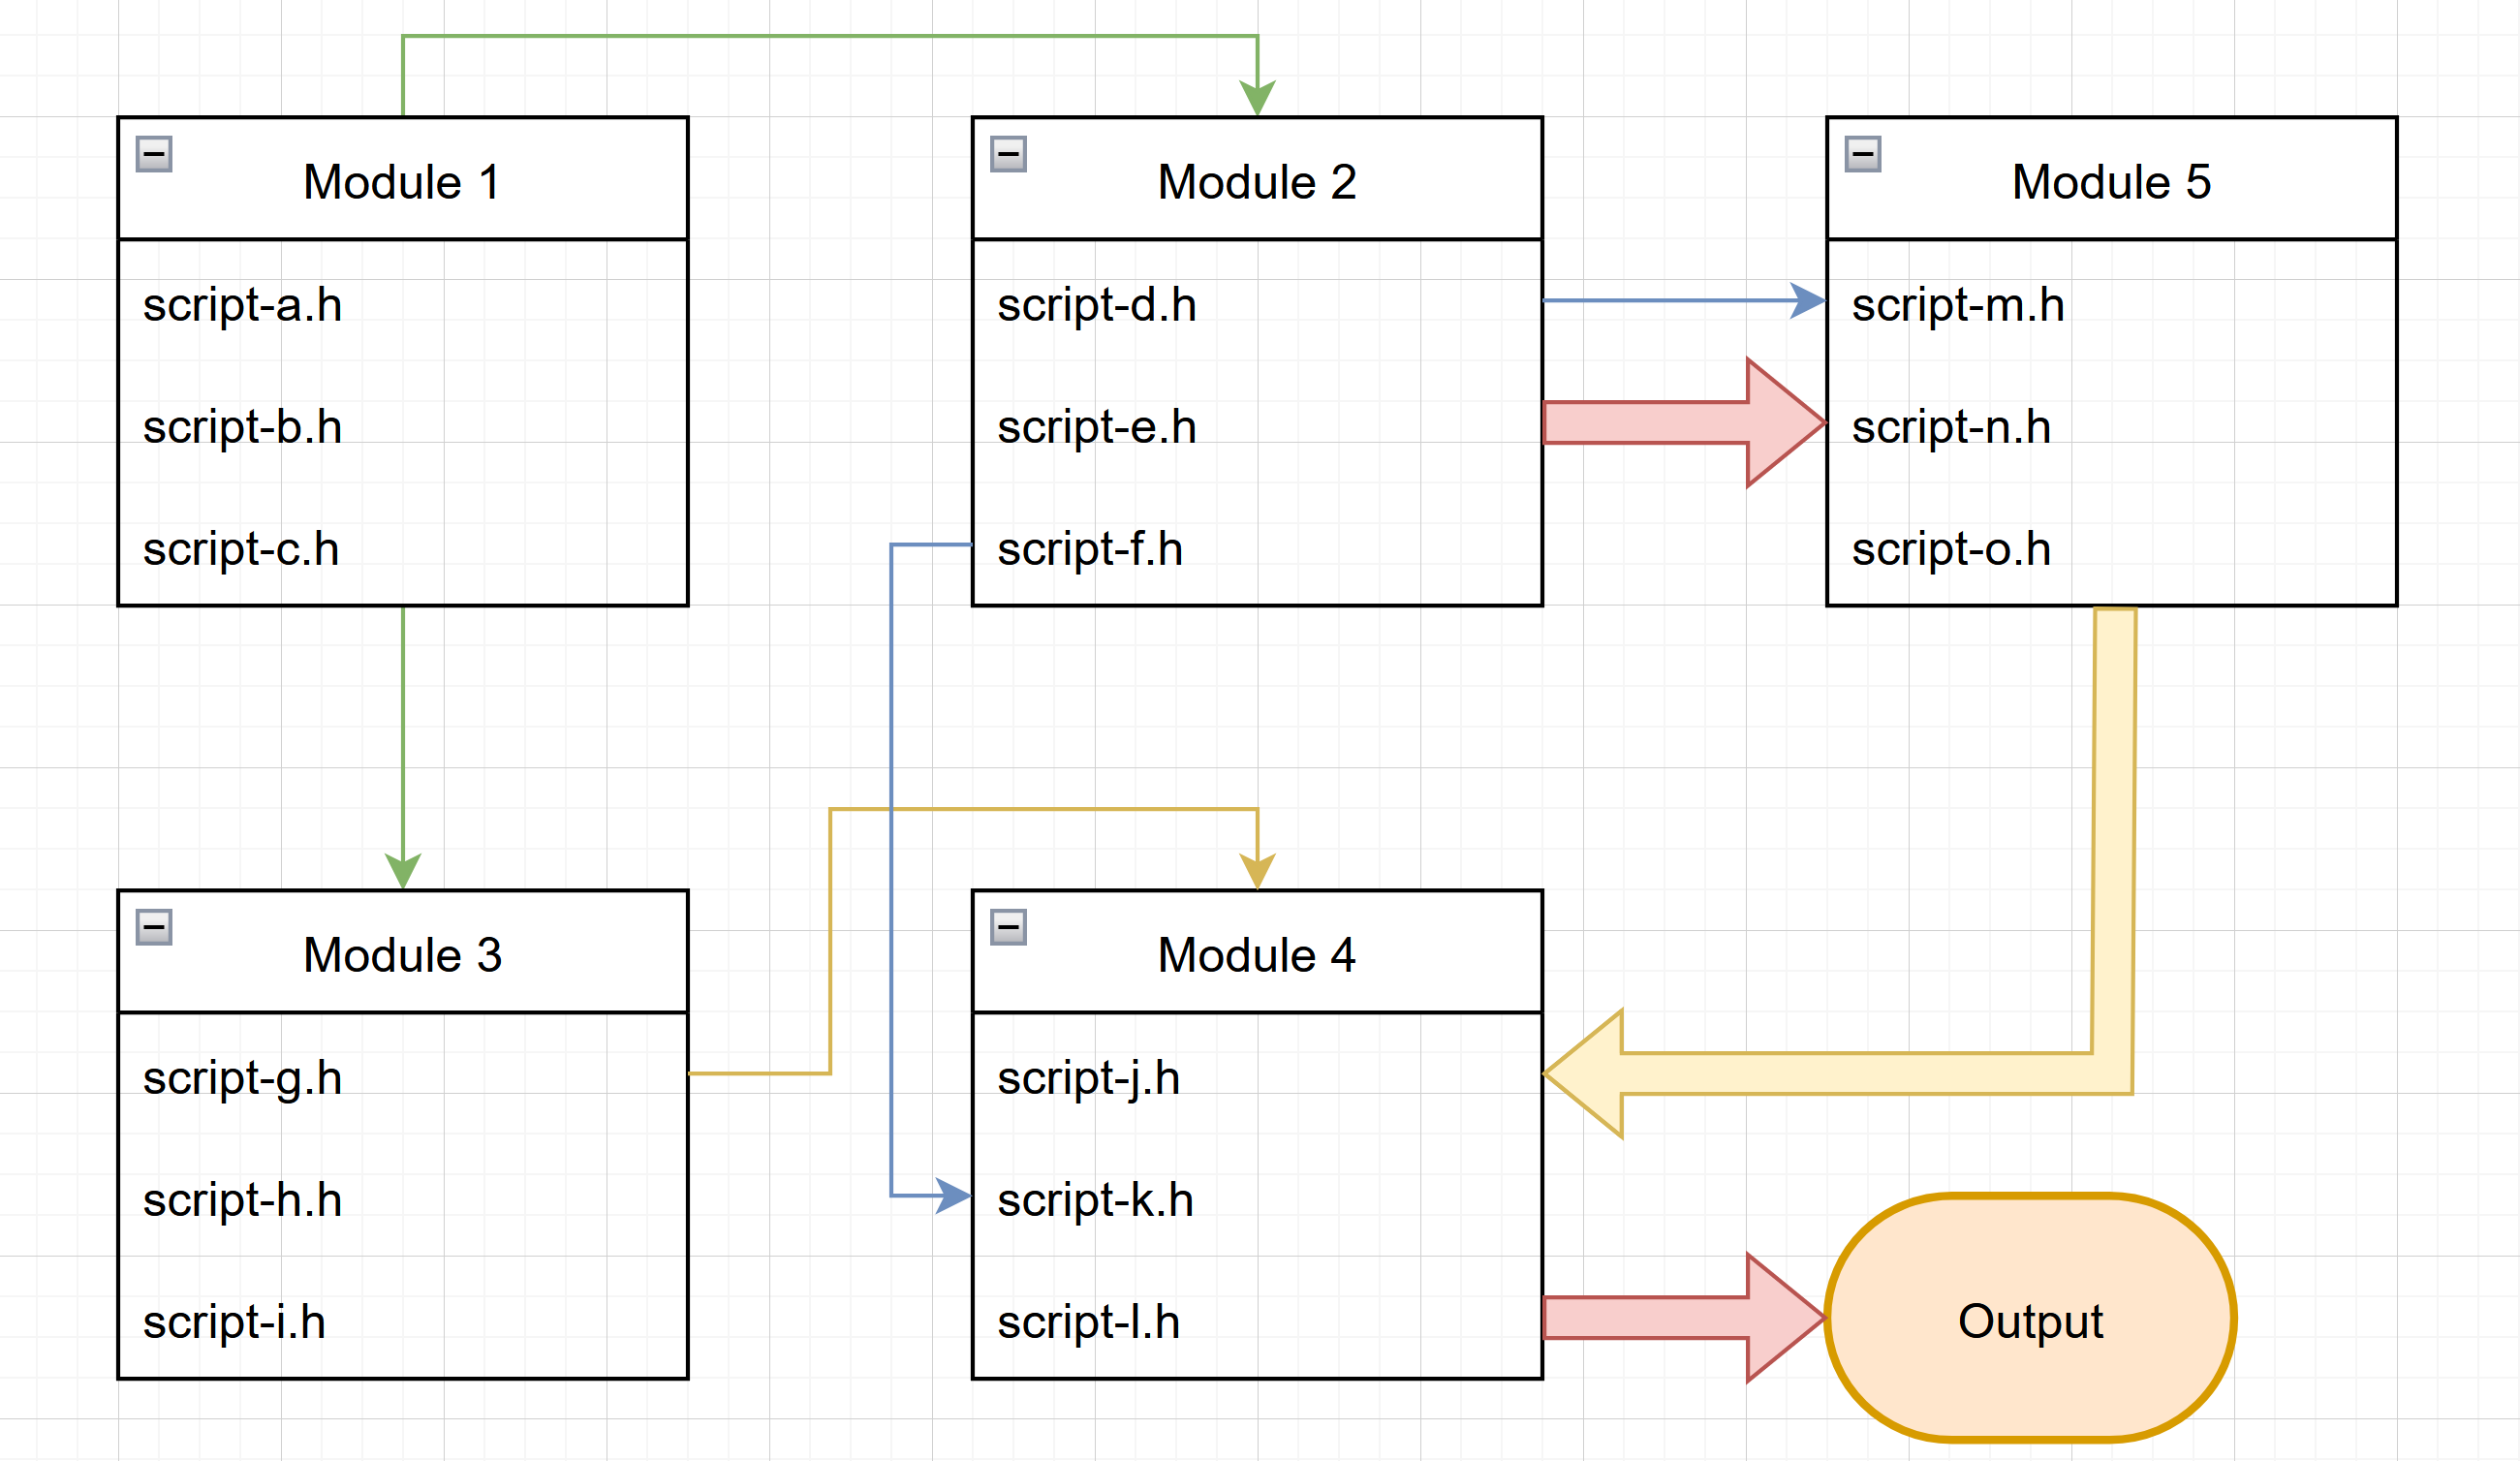 Module 1
script-a.h
script-b.h
script-c.h
Module 2
script-d.h
script-e.h
script-f.h
Module 5
script-m.h
script-n.h
script-o.h
Module 3
script-g.h
script-h.h
script-i.h
Module 4
script-j.h
script-k.h
script-l.h
Output